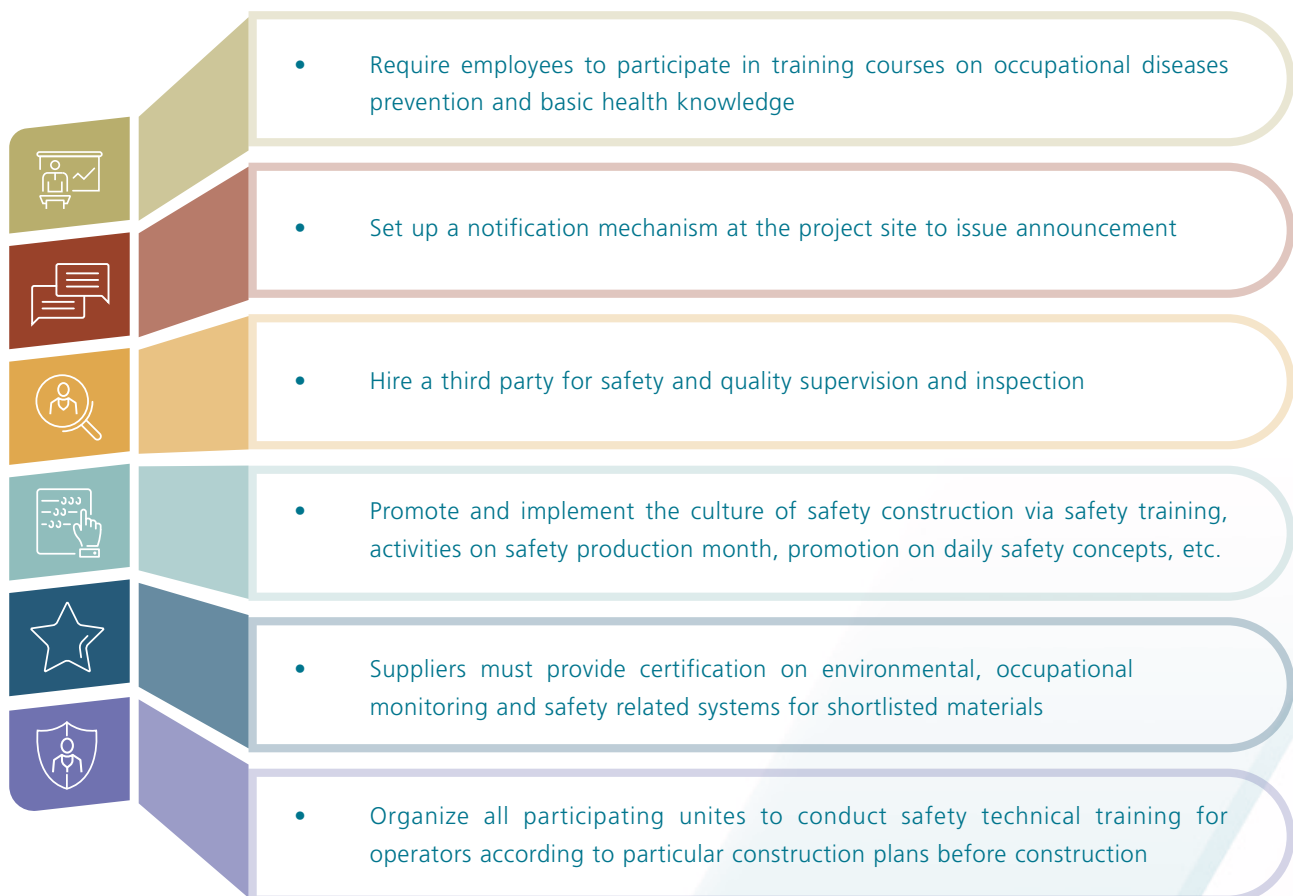 • Require employees to participate in training courses on occupational diseases
prevention and basic health knowledge
• Set up a notification mechanism at the project site to issue announcement
• Hire a third party for safety and quality supervision and inspection
• Promote and implement the culture of safety construction via safety training,
activities on safety production month, promotion on daily safety concepts, etc.
• Suppliers must provide certification on environmental, occupational
monitoring and safety related systems for shortlisted materials
• Organize all participating unites to conduct safety technical training for
operators according to particular construction plans before construction